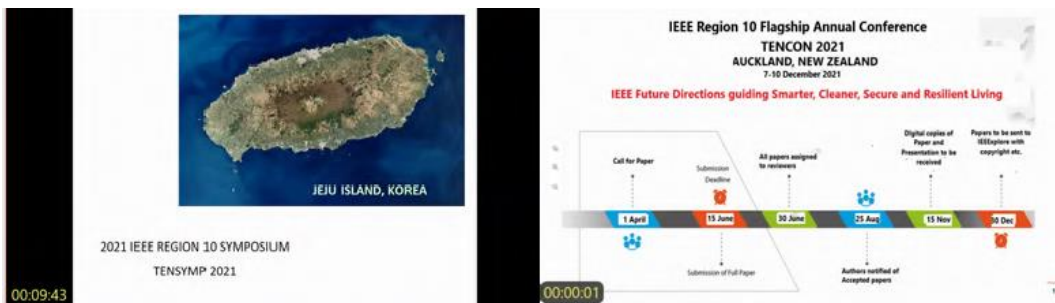 JEJU ISLAND, KOREA
2021 IEEE REGION 10 SYMPOSIUM
TENSYMP 2021
00:09:43
IEEE Region 10 Flagship Annual Conference
TENCON 2021
AUCKLAND, NEW ZEALAND
7-10 December 2021
IEEE Future Directions guiding Smarter, Cleaner, Secure and Resilient Living
Call for Paper
Submission
Deadline
All papers assigned
to reviewers
Digital copies of
Paper and
Presentation to be
received
Papers to be sent to
IEEExplore with
copyright etc.
1 April
15 June
30 June
25 Aug
15 Nov
30 Dec
Submission of Full Paper
Authors notified of
Accepted papers
00:00:01